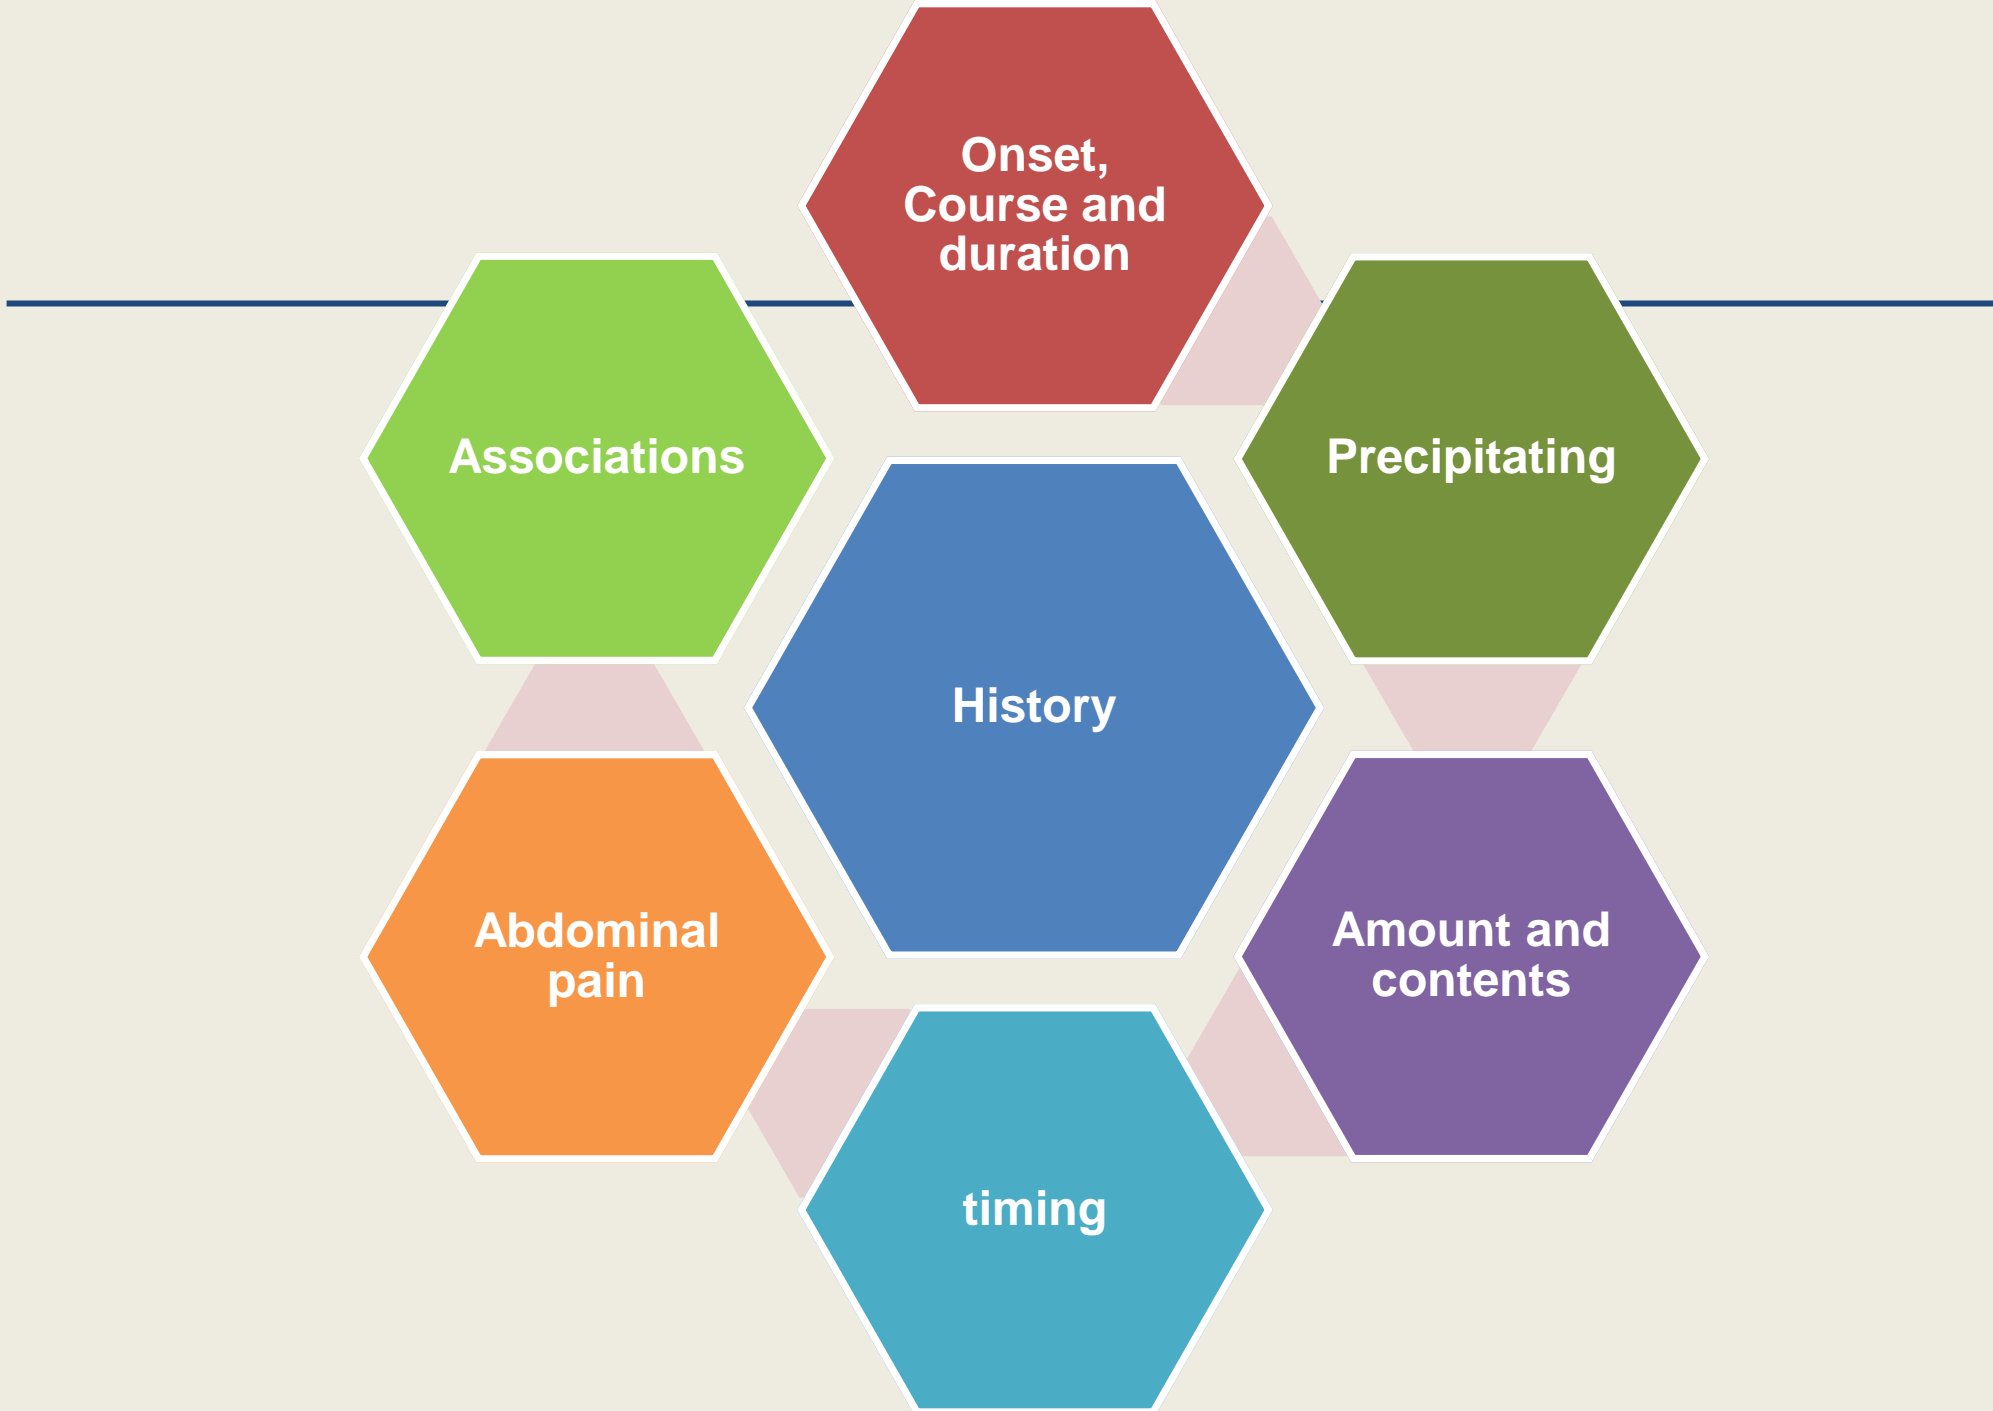 Onset,
Course and
duration
Associations
Precipitating
History
Abdominal
pain
Amount and
contents
timing